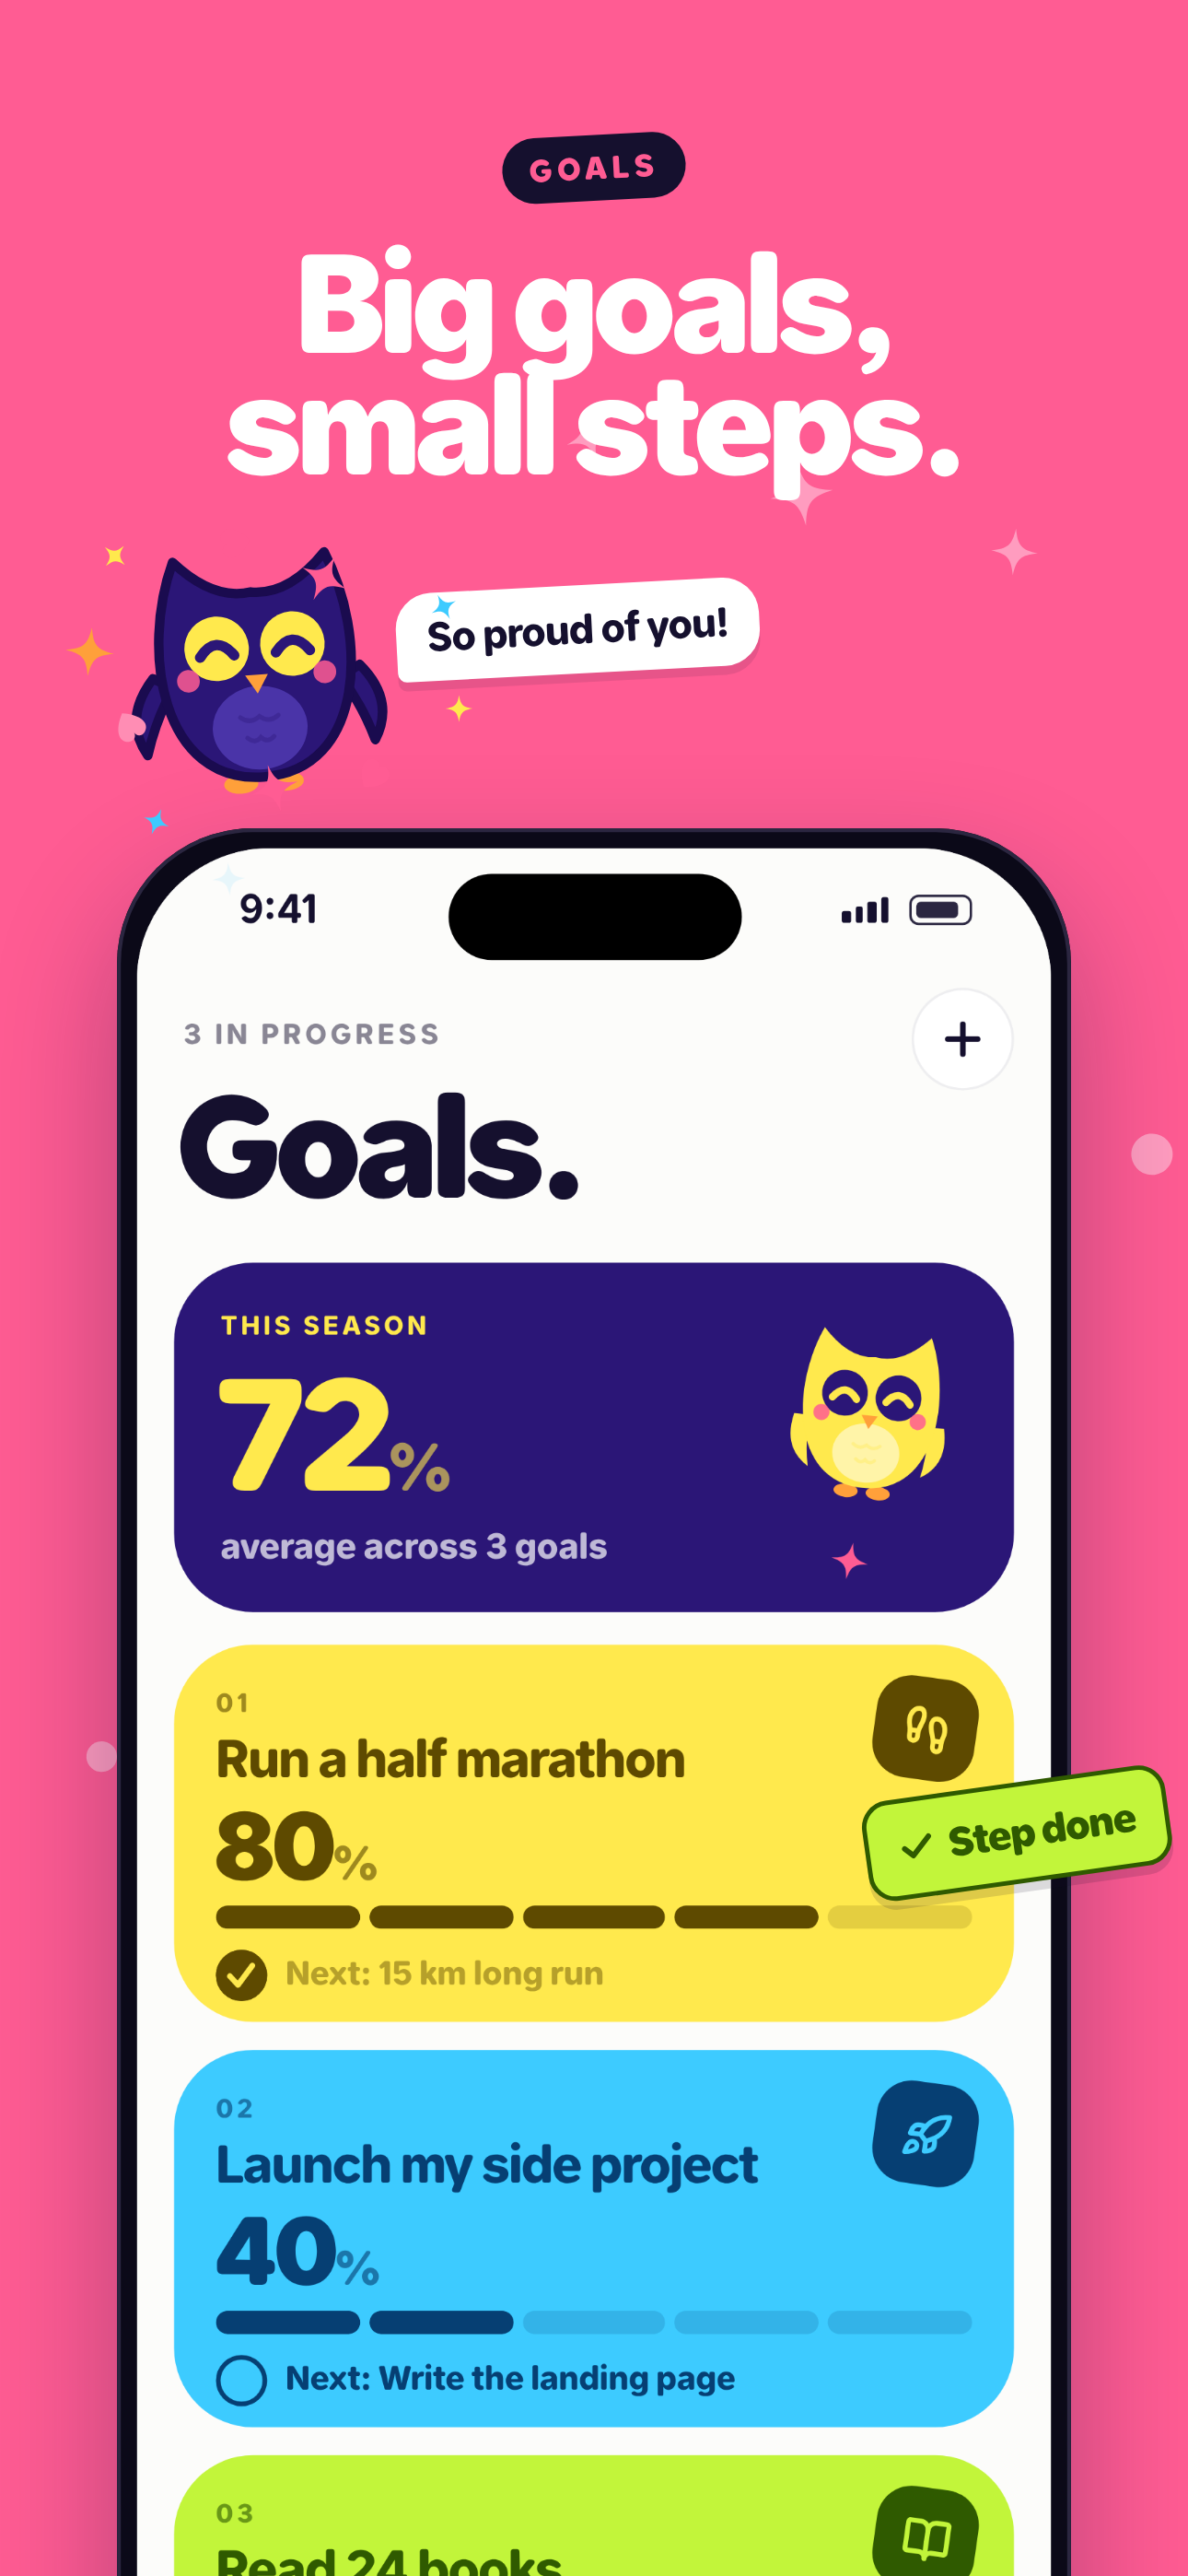 GOALS
Big goals,
small steps.
So proud of you!
9:41
3 IN PROGRESS
Goals.
THIS SEASON
72%
average across 3 goals
01
Run a half marathon
80%
Step done
Next: 15 km long run
02
Launch my side project
40%
Next: Write the landing page
03
Read 24 books